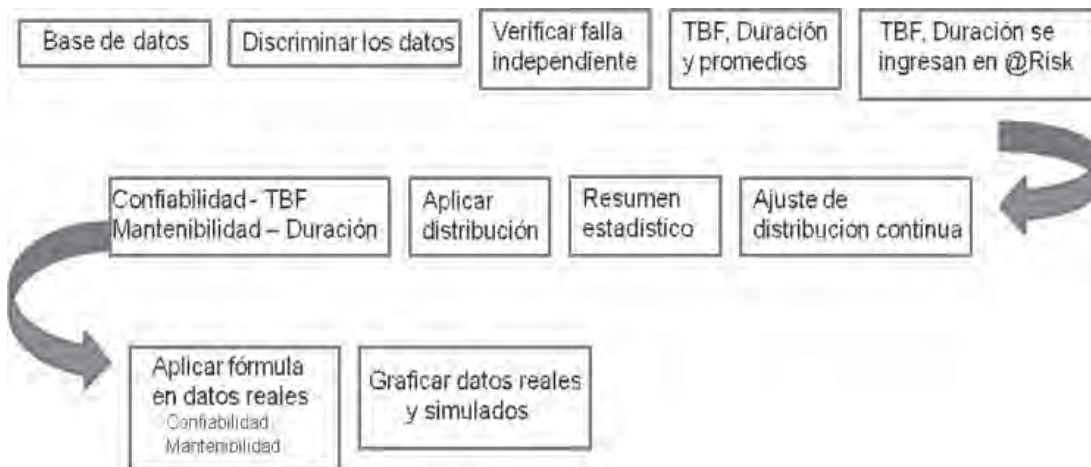 Base de datos
Discriminar los datos
Verificar falla
independiente
TBF, Duración
y promedios
TBF, Duración se
ingresan en @Risk
Confiabilidad - TBF
Mantenibilidad – Duración
Aplicar
distribución
Resumen
estadístico
Ajuste de
distribución continua
Aplicar fórmula
en datos reales
Confiabilidad
Mantenibilidad
Graficar datos reales
y simulados